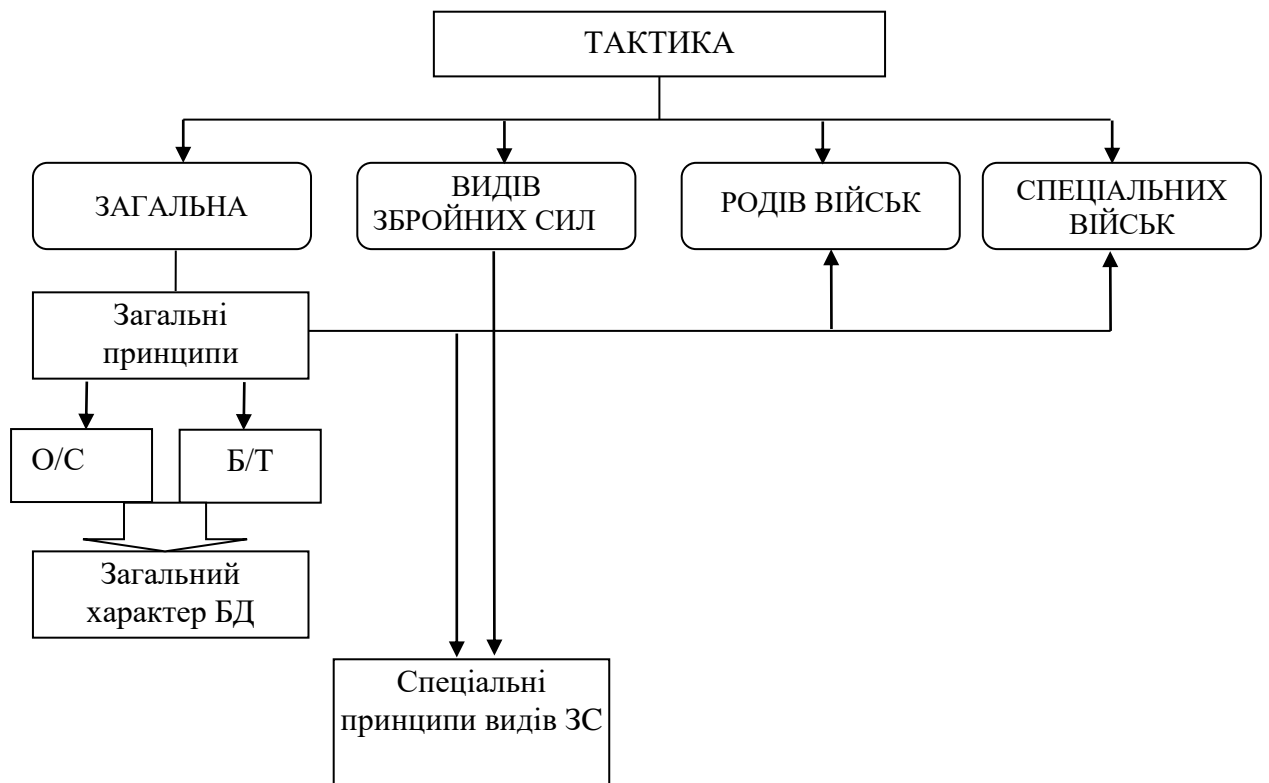 ТАКТИКА
ЗАГАЛЬНА
ВИДІВ
ЗБРОЙНИХ СИЛ
РОДІВ ВІЙСЬК
СПЕЦІАЛЬНИХ
ВІЙСЬК
Загальні
принципи
О/С
Б/Т
Загальний
характер БД
Спеціальні
принципи видів ЗС